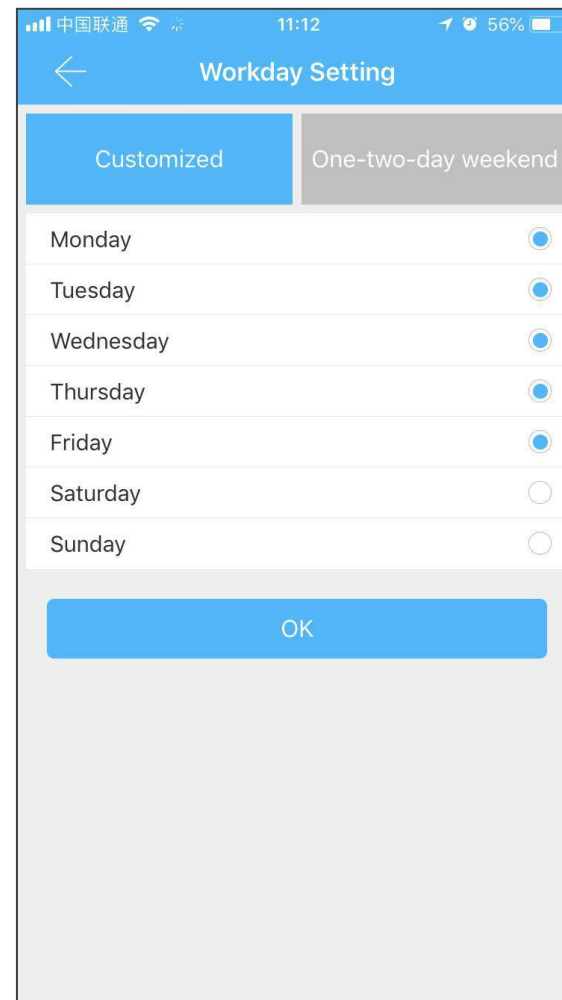 中国联通 11:12 56%
Workday Setting
Customized One-two-day weekend
Monday
Tuesday
Wednesday
Thursday
Friday
Saturday
Sunday
OK